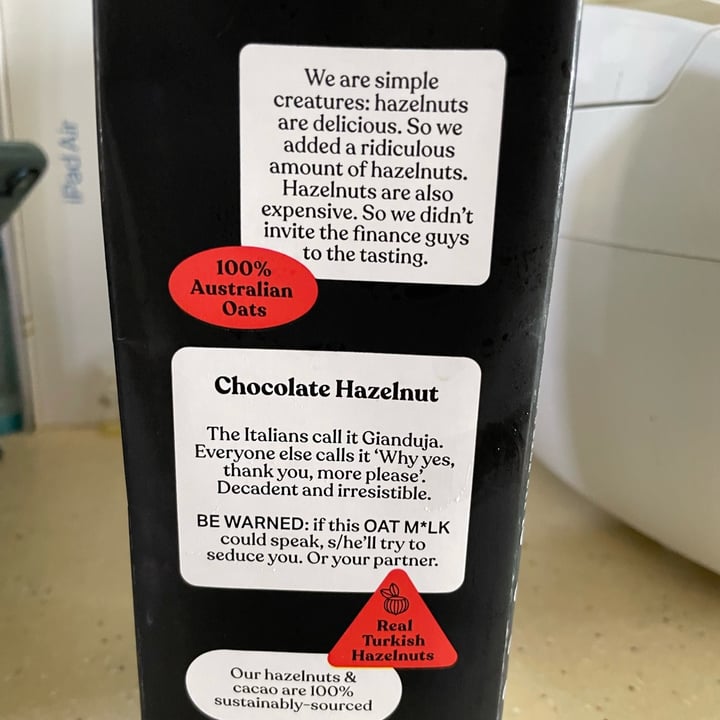 We are simple
creatures: hazelnuts
are delicious. So we
added a ridiculous
amount of hazelnuts.
Hazelnuts are also
expensive. So we didn't
invite the finance guys
to the tasting.
100%
Australian
Oats
Chocolate Hazelnut
The Italians call it Gianduja.
Everyone else calls it 'Why yes,
thank you, more please'.
Decadent and irresistible.
BE WARNED: if this OAT M*LK
could speak, s/he'll try to
seduce you. Or your partner.
Real
Turkish
Hazelnuts
Our hazelnuts &
cacao are 100%
sustainably-sourced
iPad Air